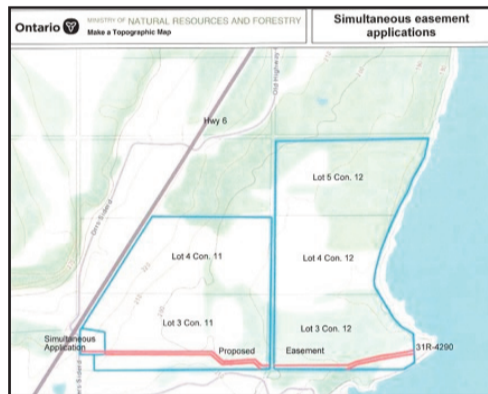 Ontario
MINISTRY OF NATURAL RESOURCES AND FORESTRY
Make a Topographic Map
Simultaneous easement
applications
Hwy 6
Lot 5 Con. 12
Lot 4 Con. 11
Lot 4 Con. 12
Lot 3 Con. 11
Lot 3 Con. 12
Simultaneous
Application
Proposed
Easement
31R-4290